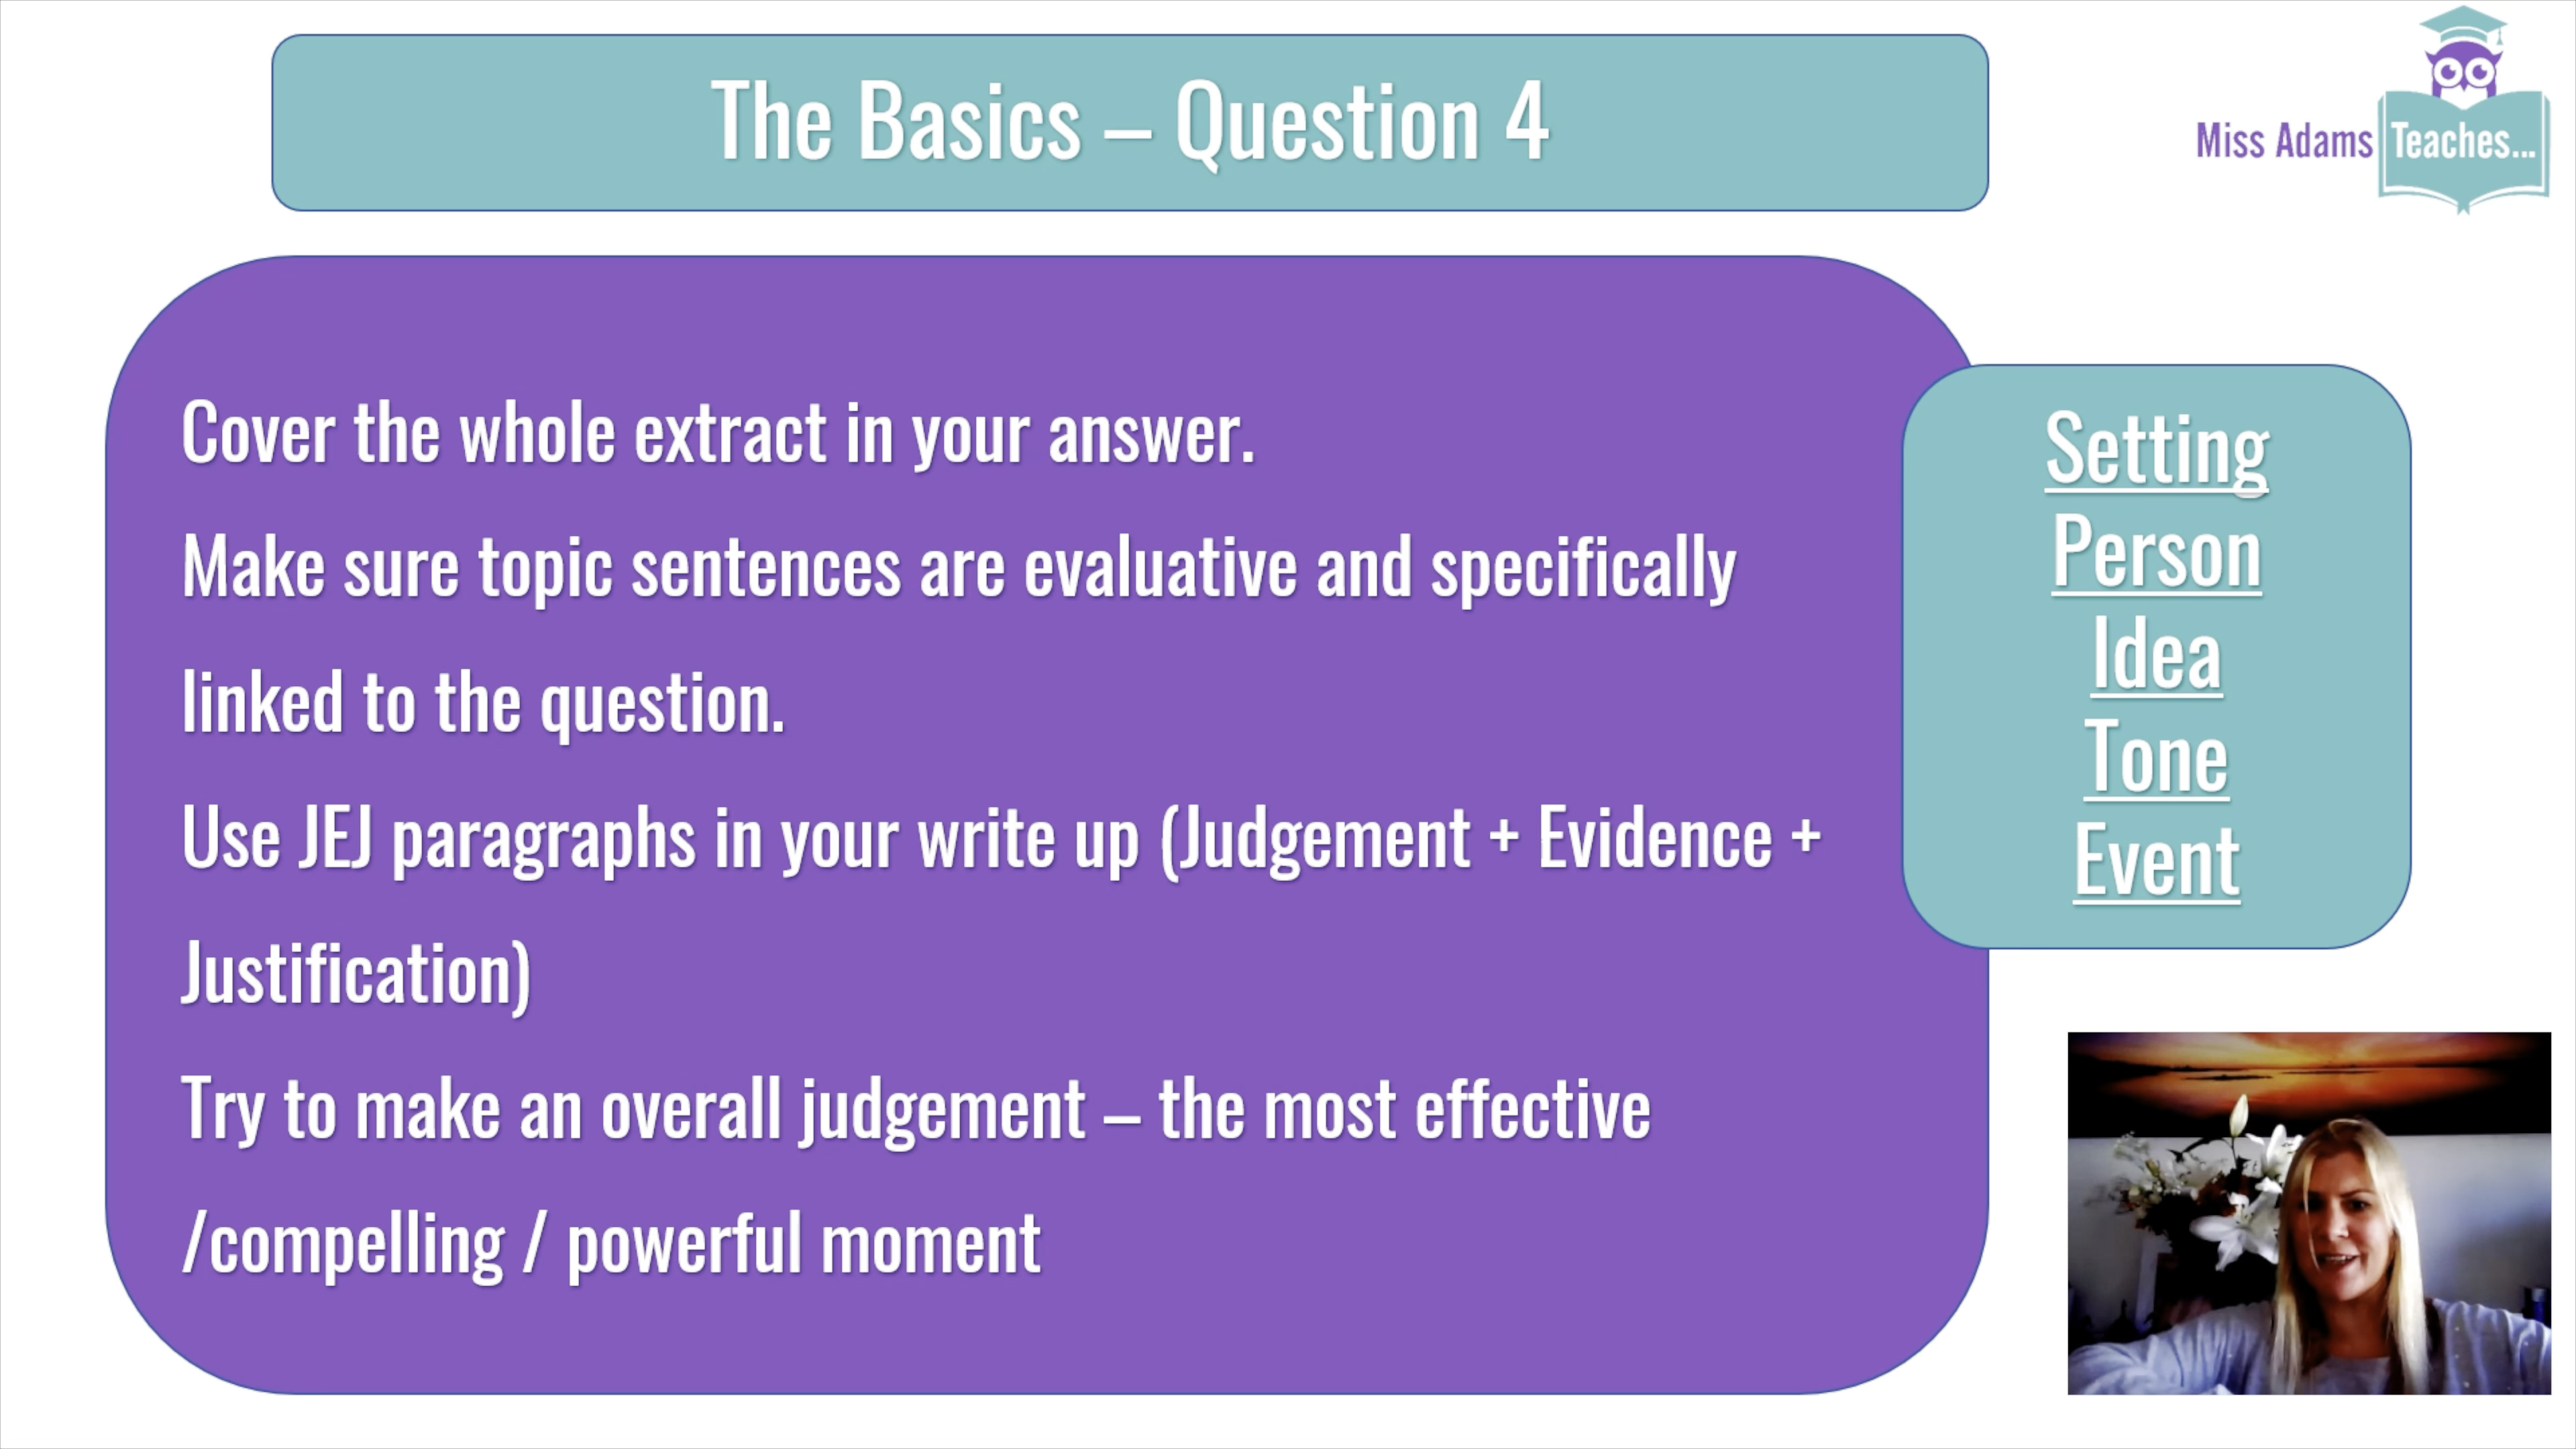 The Basics – Question 4
Miss Adams Teaches...
Cover the whole extract in your answer.
Make sure topic sentences are evaluative and specifically
linked to the question.
Use JEJ paragraphs in your write up (Judgement + Evidence +
Justification)
Try to make an overall judgement – the most effective
/compelling / powerful moment
Setting
Person
Idea
Tone
Event